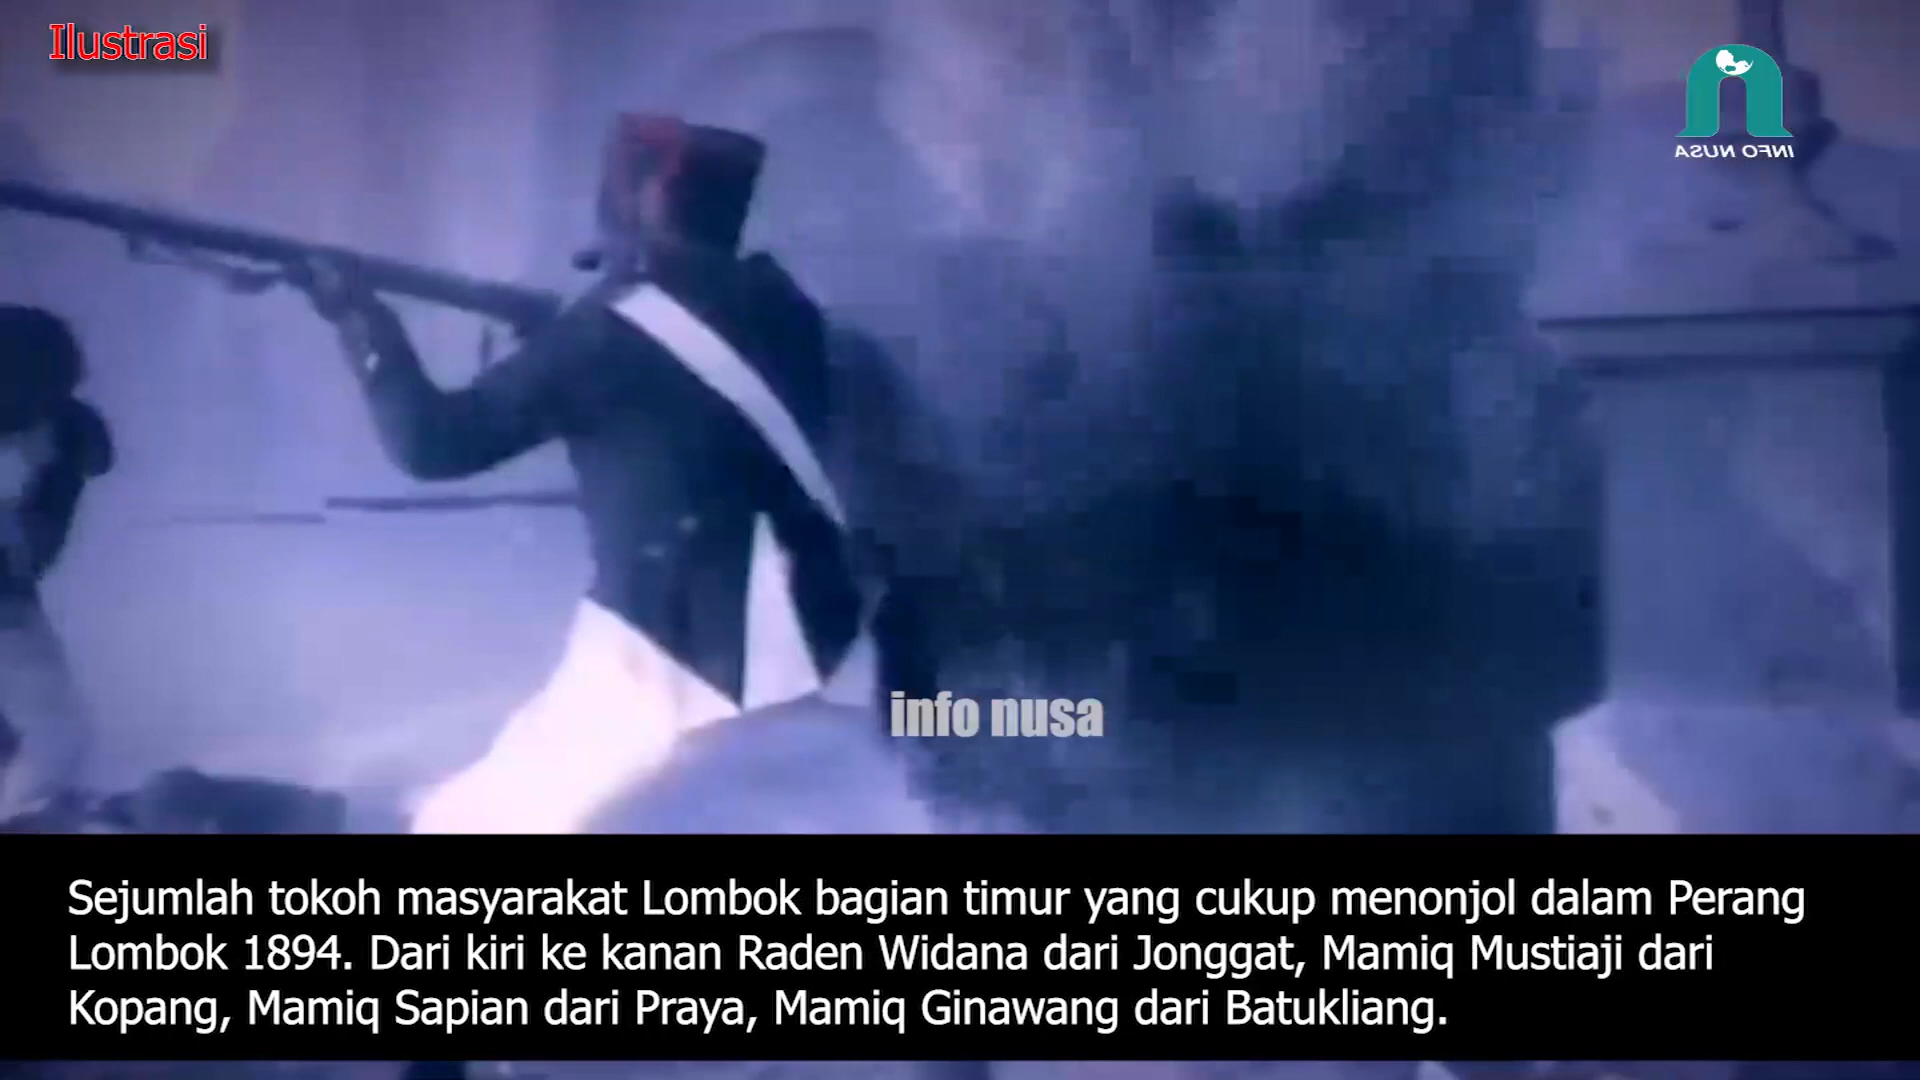 Ilustrasi
INFO NUSA
info nusa
Sejumlah tokoh masyarakat Lombok bagian timur yang cukup menonjol dalam Perang
Lombok 1894. Dari kiri ke kanan Raden Widana dari Jonggat, Mamiq Mustiaji dari
Kopang, Mamiq Sapian dari Praya, Mamiq Ginawang dari Batukliang.